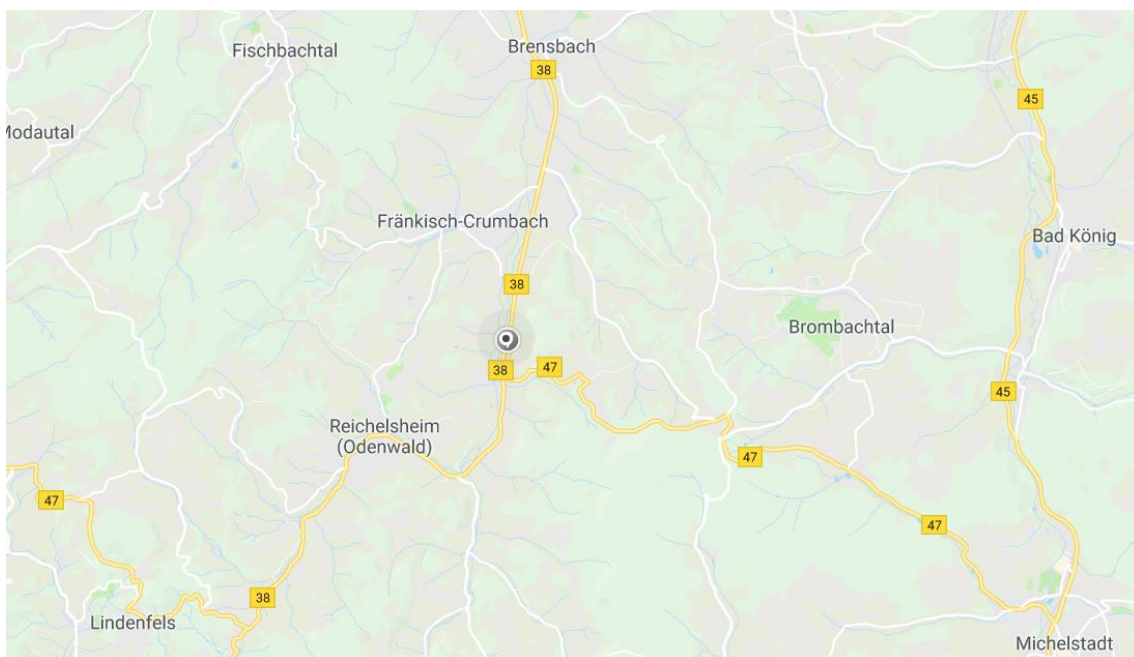 Brensbach
Fischbachtal
38
45
Modautal
Fränkisch-Crumbach
Bad König
38
Brombachtal
38
47
45
Reichelsheim
(Odenwald)
47
47
47
38
Lindenfels
Michelstadt